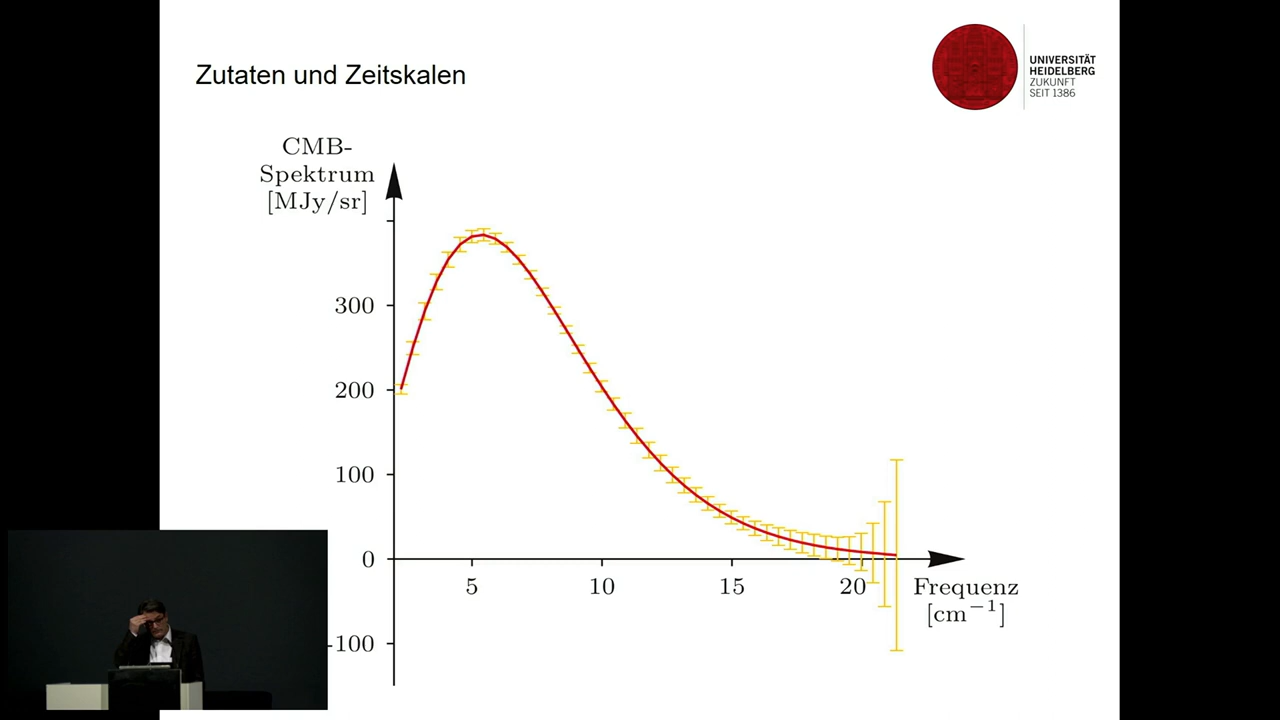 Zutaten und Zeitskalen
UNIVERSITÄT
HEIDELBERG
ZUKUNFT
SEIT 1386
CMB-
Spektrum
[MJy/sr]
300
200
100
0
-100
5
10
15
20
Frequenz
[cm⁻¹]